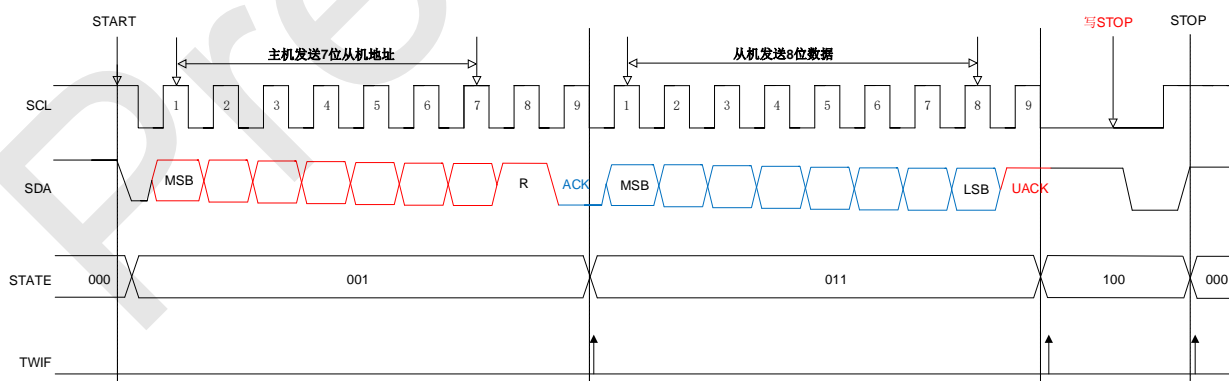 START
写STOP
STOP
主机发送7位从机地址
从机发送8位数据
SCL
1 2 3 4 5 6 7 8 9 1 2 3 4 5 6 7 8 9
SDA
MSB R ACK MSB LSB UACK
STATE 000 001 011 100 000
TWIF
Pre